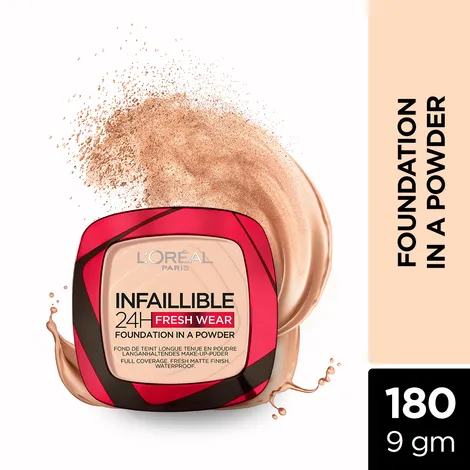 L'ORÉAL
PARIS
INFAILLIBLE
24H FRESH WEAR
FOUNDATION IN A POWDER
FOND DE TEINT LONGUE TENUE EN POUDRE
LANGANHALTENDES MAKE-UP-PUDER
FULL COVERAGE. FRESH MATTE FINISH.
WATERPROOF.
FOUNDATION
IN A POWDER
180
9 gm